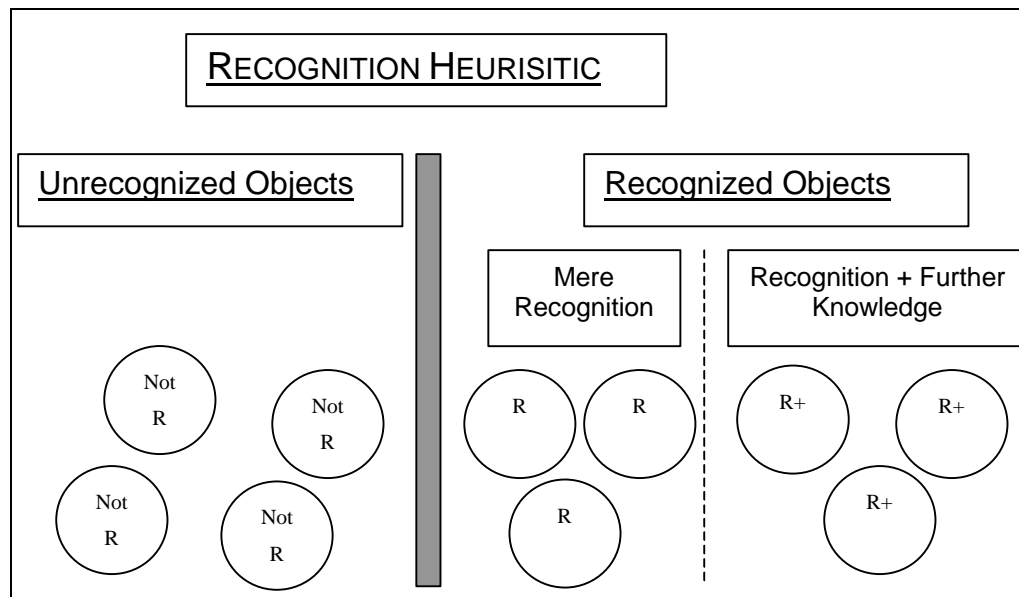 RECOGNITION HEURISITIC
Unrecognized Objects
Recognized Objects
Mere
Recognition
Recognition + Further
Knowledge
Not
R
Not
R
Not
R
Not
R
R
R
R
R+
R+
R+